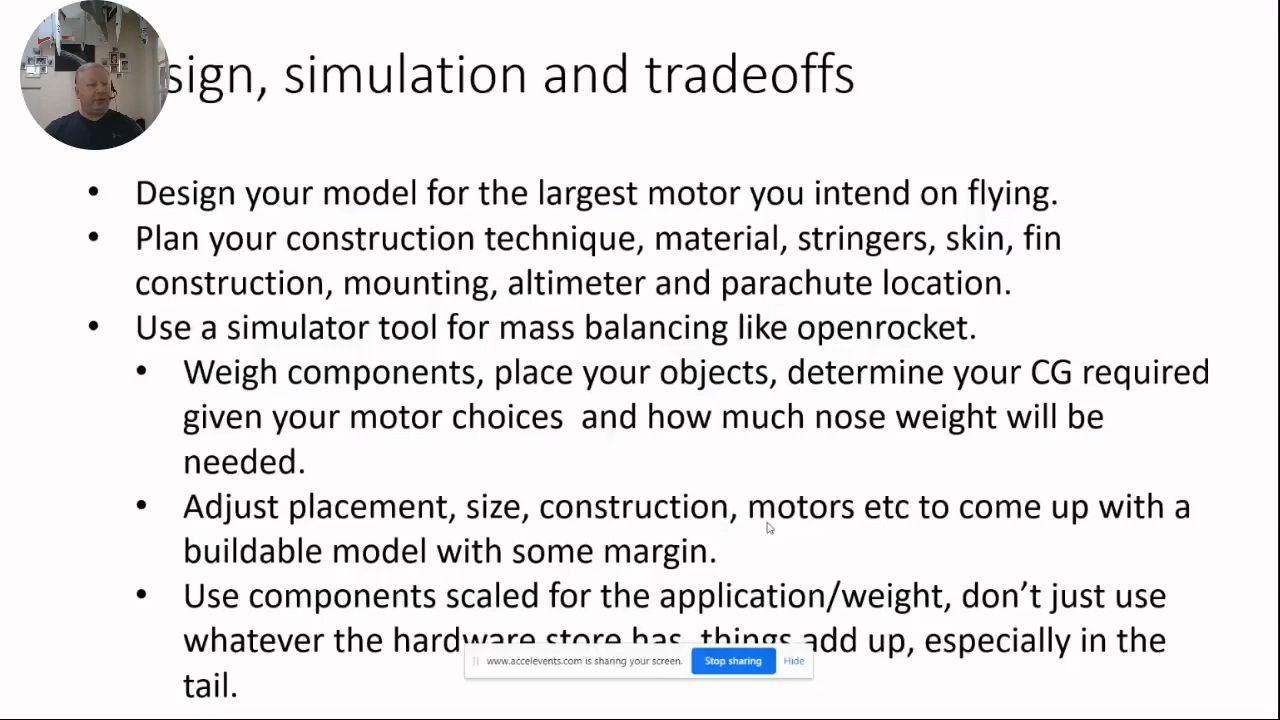 sign, simulation and tradeoffs
• Design your model for the largest motor you intend on flying.
• Plan your construction technique, material, stringers, skin, fin
construction, mounting, altimeter and parachute location.
• Use a simulator tool for mass balancing like openrocket.
• Weigh components, place your objects, determine your CG required
given your motor choices and how much nose weight will be
needed.
• Adjust placement, size, construction, motors etc to come up with a
buildable model with some margin.
• Use components scaled for the application/weight, don’t just use
whatever the hardware store has, things add up, especially in the
tail.
www.accelevents.com is sharing your screen. Stop sharing Hide